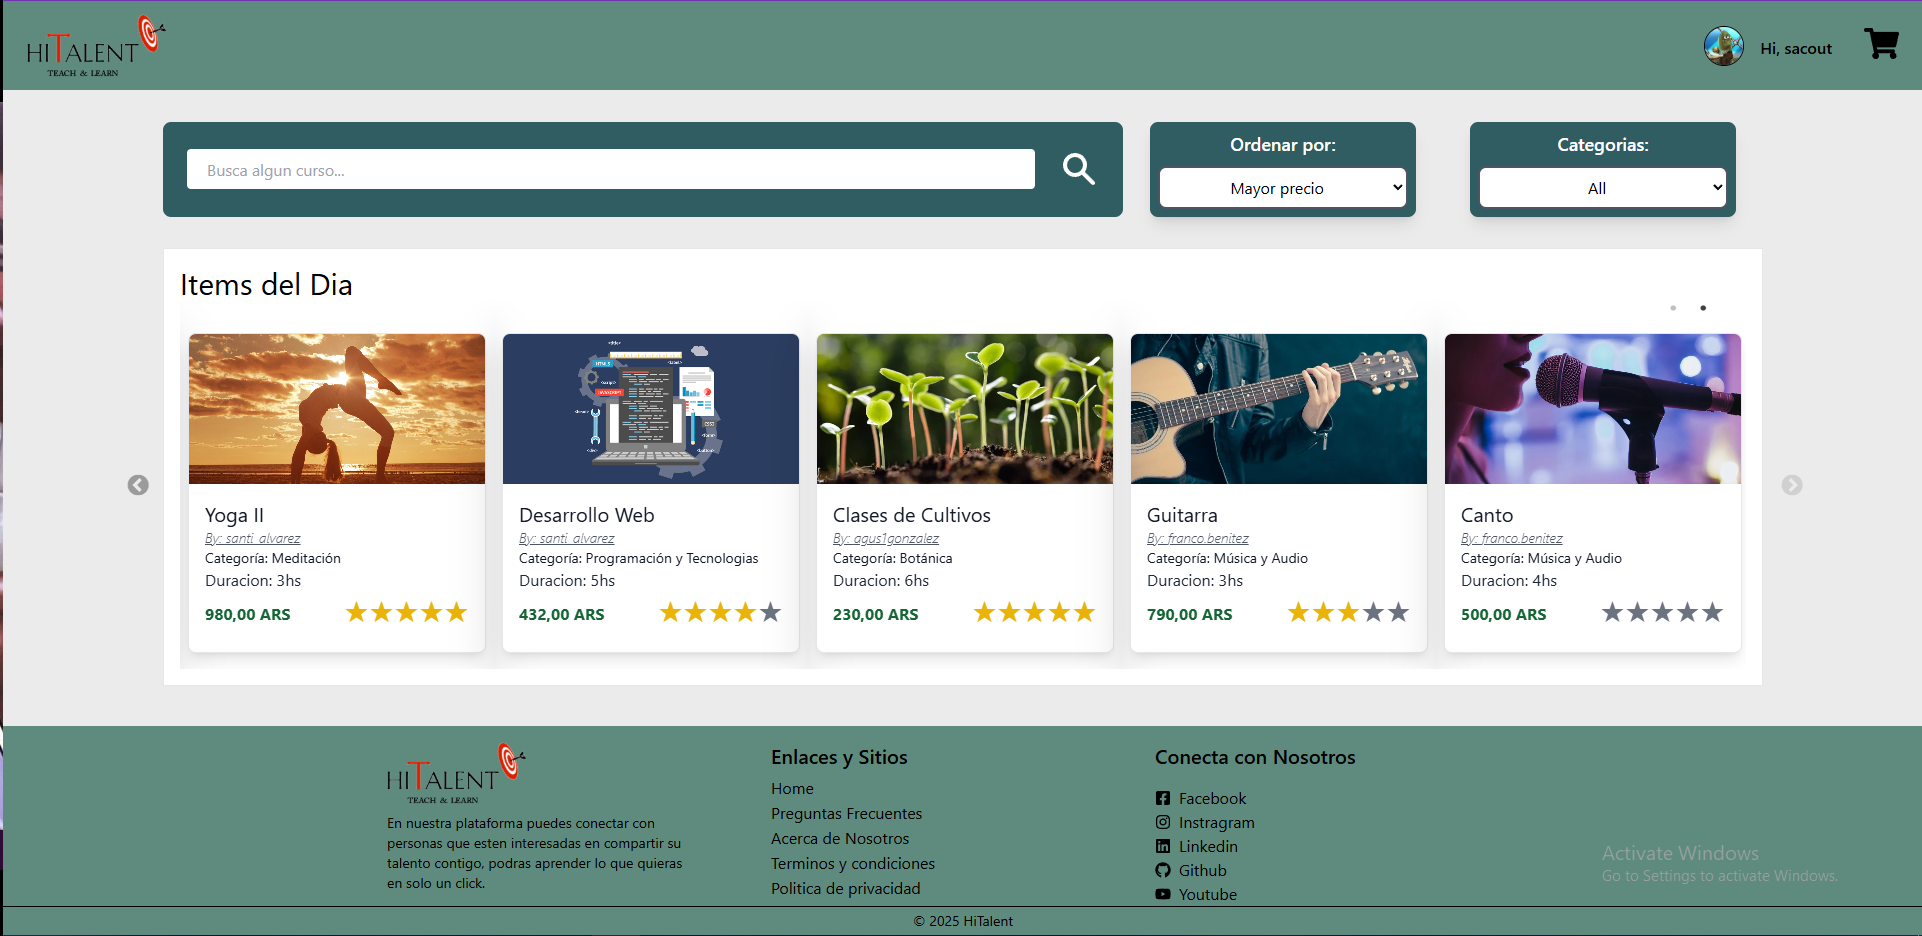 HITALENT
TEACH & LEARN
Hi, sacout
Busca algun curso...
Ordenar por:
Mayor precio
Categorias:
All
Items del Dia
Yoga II
By: santi_alvarez
Categoría: Meditación
Duracion: 3hs
980,00 ARS
Desarrollo Web
By: santi_alvarez
Categoría: Programación y Tecnologias
Duracion: 5hs
432,00 ARS
Clases de Cultivos
By: agus1gonzalez
Categoría: Botánica
Duracion: 6hs
230,00 ARS
Guitarra
By: franco.benitez
Categoría: Música y Audio
Duracion: 3hs
790,00 ARS
Canto
By: franco.benitez
Categoría: Música y Audio
Duracion: 4hs
500,00 ARS
HITALENT
TEACH & LEARN
En nuestra plataforma puedes conectar con
personas que esten interesadas en compartir su
talento contigo, podras aprender lo que quieras
en solo un click.
Enlaces y Sitios
Home
Preguntas Frecuentes
Acerca de Nosotros
Terminos y condiciones
Politica de privacidad
Conecta con Nosotros
Facebook
Instragram
Linkedin
Github
Youtube
Activate Windows
Go to Settings to activate Windows.
© 2025 HiTalent